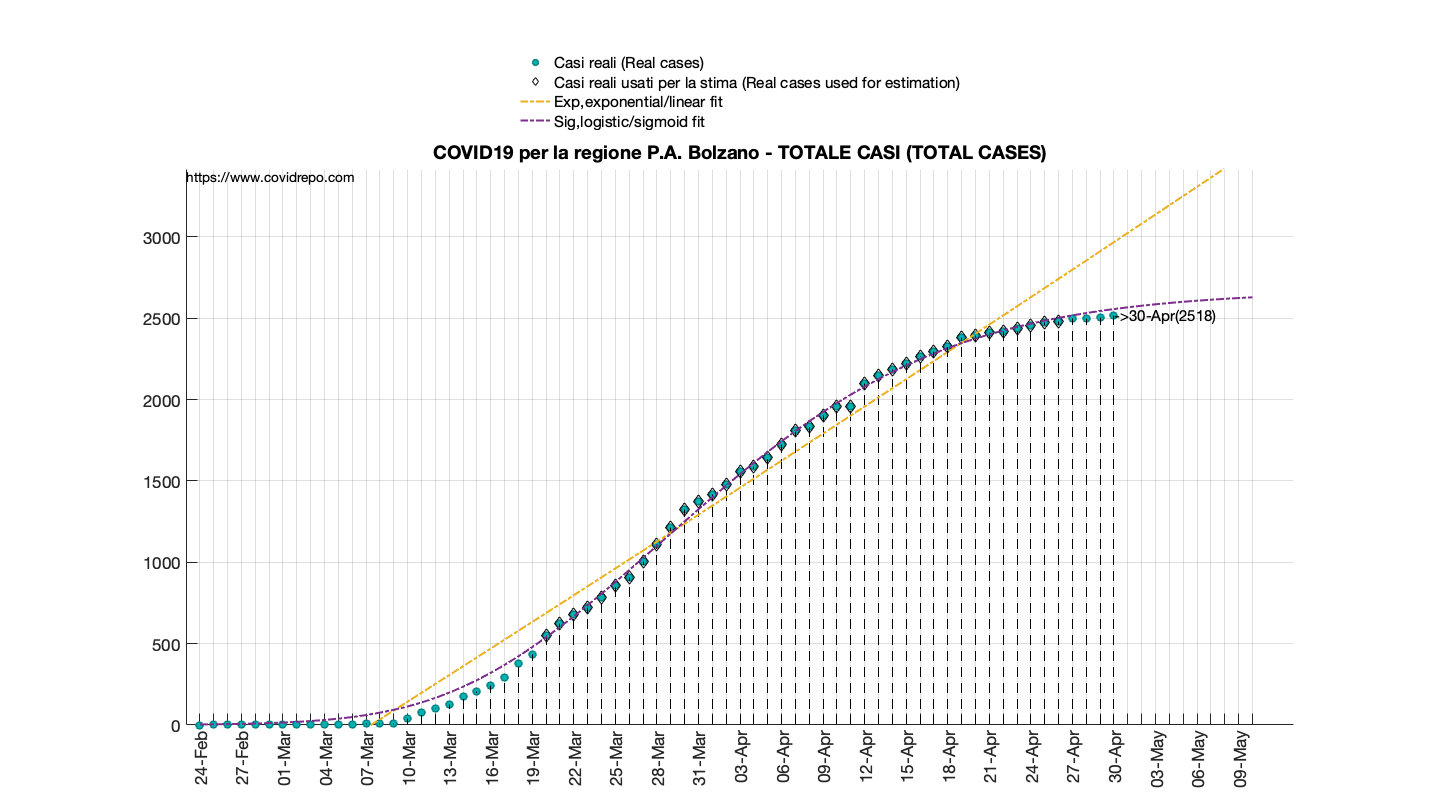 Casi reali (Real cases)
Casi reali usati per la stima (Real cases used for estimation)
Exp,exponential/linear fit
Sig,logistic/sigmoid fit
COVID19 per la regione P.A. Bolzano - TOTALE CASI (TOTAL CASES)
https://www.covidrepo.com
3000
2500
2000
1500
1000
500
0
->30-Apr(2518)
24-Feb
27-Feb
01-Mar
04-Mar
07-Mar
10-Mar
13-Mar
16-Mar
19-Mar
22-Mar
25-Mar
28-Mar
31-Mar
03-Apr
06-Apr
09-Apr
12-Apr
15-Apr
18-Apr
21-Apr
24-Apr
27-Apr
30-Apr
03-May
06-May
09-May